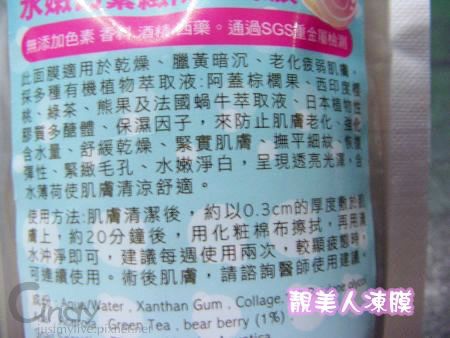 無添加色素 香料 酒精 西藥。通過SGS重金屬檢測
此面膜適用於乾燥、臘黃暗沉、老化疲弱肌膚,
採多種有機植物萃取液:阿蓋棕櫚果、西印度櫻
桃、綠茶、熊果及法國蝸牛萃取液、日本植物性
膠質多醣體、保濕因子,來防止肌膚老化、強化
含水量、舒緩乾燥、緊實肌膚、撫平細紋、恢復
彈性、緊緻毛孔、水嫩淨白,呈現透亮光澤,含
水薄荷使肌膚清涼舒適。
使用方法:肌膚清潔後,約以0.3cm的厚度敷於肌
膚上,約20分鐘後,用化粧棉布擦拭,再用清
水沖淨即可,建議每週使用兩次,較顯疲態時,
可連續使用。術後肌膚,請諮詢醫師使用建議。
成份:Aqua/Water . Xanthan Gum . Collagen
Green Tea . bear berry (1%) .
Cindy
justmylive.pixnet.net
靚美人凍膜